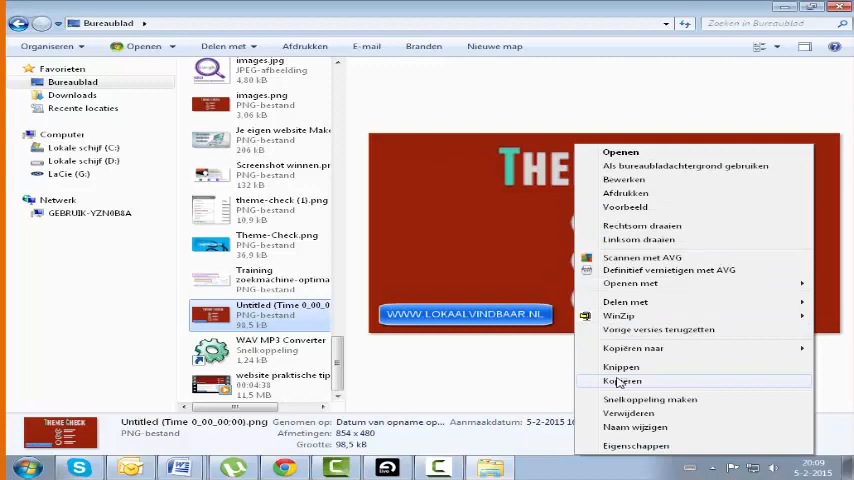 Bureaublad
Zoeken in Bureaublad
Organiseren
Openen
Delen met
Afdrukken
E-mail
Branden
Nieuwe map
Favorieten
Bureaublad
Downloads
Recente locaties
Computer
Lokale schijf (C:)
Lokale schijf (D:)
LaCie (G:)
Netwerk
GEBRUIK-YZN0B8A
images.jpg
JPEG-afbeelding
4,80 kB
images.png
PNG-bestand
3,06 kB
Je eigen website Make
PNG-bestand
206 kB
Screenshot winnen.pn
PNG-bestand
132 kB
theme-check (1).png
PNG-bestand
10,9 kB
Theme-Check.png
PNG-bestand
36,9 kB
Training
zoekmachine-optima
PNG-bestand
Untitled (Time 0_00_0
PNG-bestand
98,5 kB
WAV MP3 Converter
Snelkoppeling
1,24 kB
website praktische tip
00:04:38
11,5 MB
THE
WWW.LOKAALVINDBAAR.NL
Openen
Als bureaubladachtergrond gebruiken
Bewerken
Afdrukken
Voorbeeld
Rechtsom draaien
Linksom draaien
Scannen met AVG
Definitief vernietigen met AVG
Openen met
Delen met
WinZip
Vorige versies terugzetten
Kopiëren naar
Knippen
Kopiëren
Snelkoppeling maken
Verwijderen
Naam wijzigen
Eigenschappen
THEME CHECK
Untitled (Time 0_00_00;00).png
PNG-bestand
Genomen op: Datum van opname op...
Afmetingen: 854 x 480
Grootte: 98,5 kB
Aanmaakdatum: 5-2-2015
20:09
5-2-2015